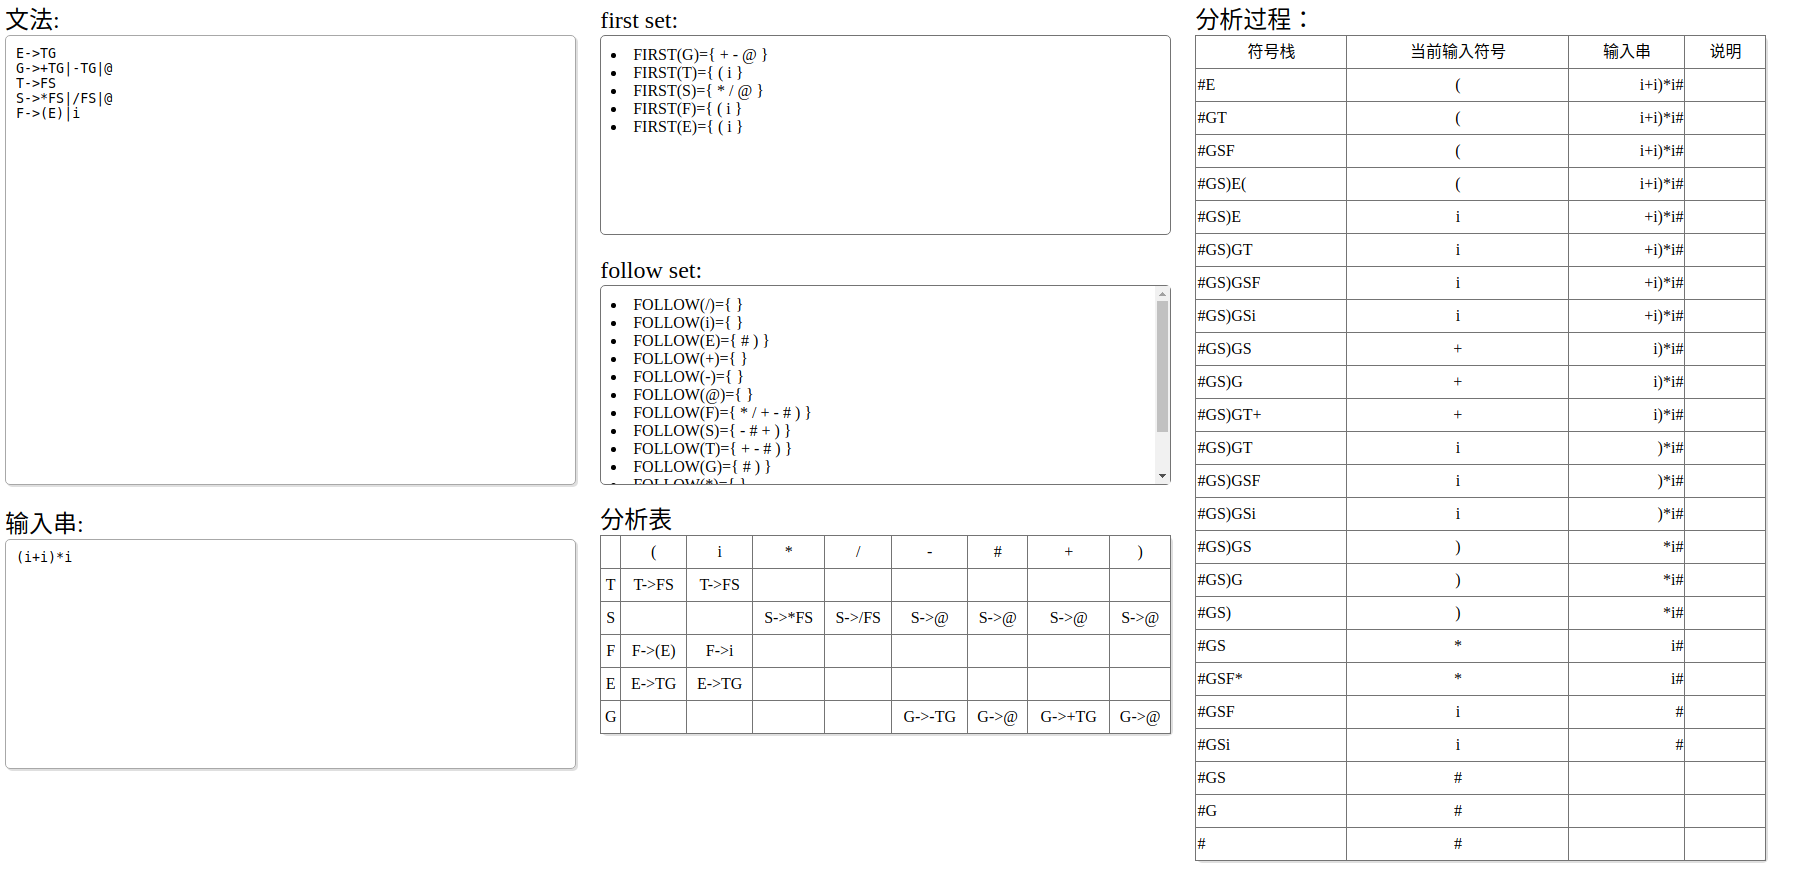 文法:
E->TG
G->+TG|-TG|@
T->FS
S->*FS|/FS|@
F->(E)|i
输入串:
(i+i)*i
first set:
FIRST(G)={ + - @ }
FIRST(T)={ ( i }
FIRST(S)={ * / @ }
FIRST(F)={ ( i }
FIRST(E)={ ( i }
follow set:
FOLLOW(/)={ }
FOLLOW(i)={ }
FOLLOW(E)={ # ) }
FOLLOW(+)={ }
FOLLOW(-)={ }
FOLLOW(@)={ }
FOLLOW(F)={ * / + - # ) }
FOLLOW(S)={ - # + ) }
FOLLOW(T)={ + - # ) }
FOLLOW(G)={ # ) }
FOLLOW(*)={ }
分析表
( i * / - # + )
T T->FS T->FS
S S->*FS S->/FS S->@ S->@ S->@ S->@
F F->(E) F->i
E E->TG E->TG
G G->-TG G->@ G->+TG G->@
分析过程：
符号栈 当前输入符号 输入串 说明
#E ( i+i)*i#
#GT ( i+i)*i#
#GSF ( i+i)*i#
#GS)E( ( i+i)*i#
#GS)E i +i)*i#
#GS)GT i +i)*i#
#GS)GSF i +i)*i#
#GS)GSi i +i)*i#
#GS)GS + i)*i#
#GS)G + i)*i#
#GS)GT+ + i)*i#
#GS)GT i )*i#
#GS)GSF i )*i#
#GS)GSi i )*i#
#GS)GS ) *i#
#GS)G ) *i#
#GS) ) *i#
#GS * i#
#GSF* * i#
#GSF i #
#GSi i #
#GS #
#G #
# #